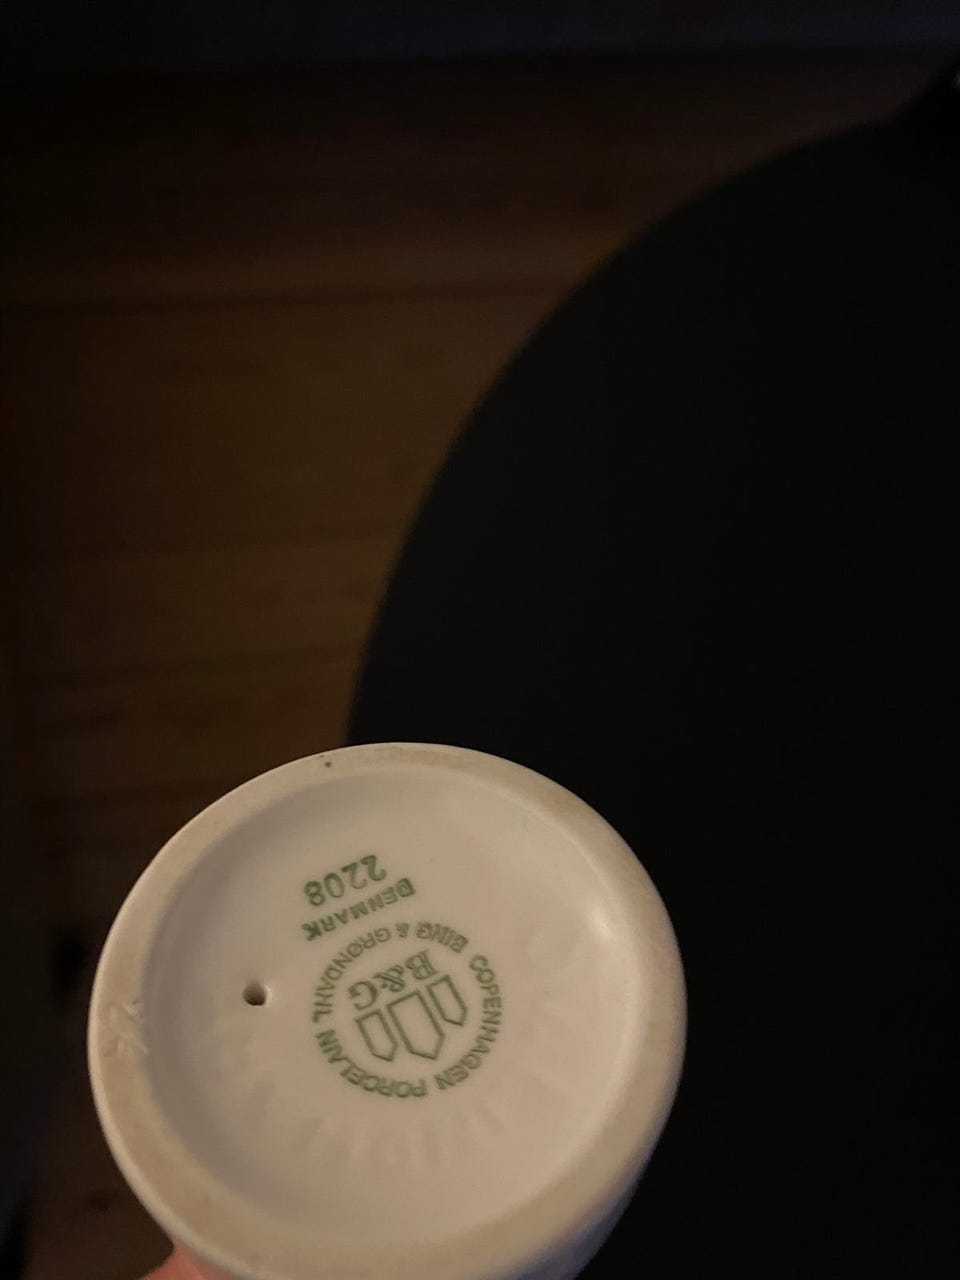 B&G
COPENHAGEN PORCELAIN
BING & GRØNDAHL
DENMARK
2208